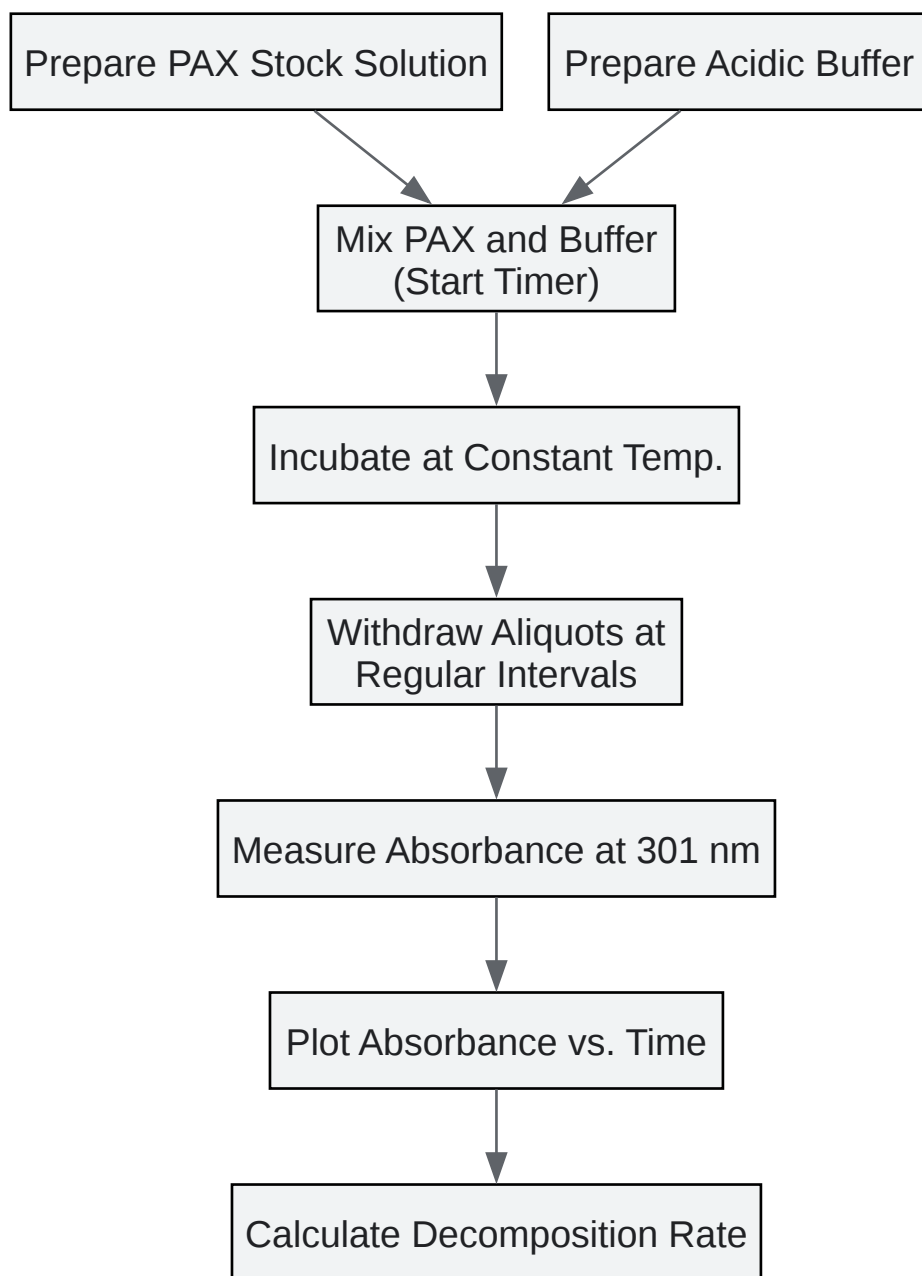 Prepare PAX Stock Solution
Prepare Acidic Buffer
Mix PAX and Buffer
(Start Timer)
Incubate at Constant Temp.
Withdraw Aliquots at
Regular Intervals
Measure Absorbance at 301 nm
Plot Absorbance vs. Time
Calculate Decomposition Rate